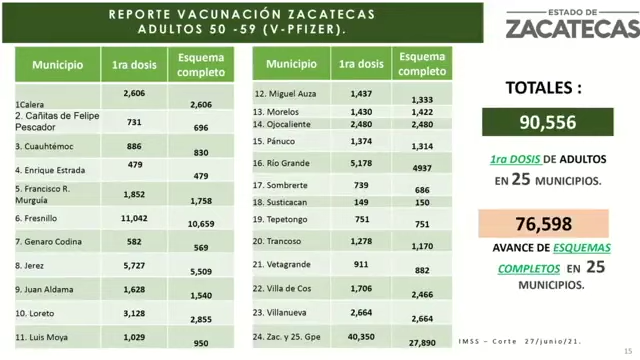 REPORTE VACUNACIÓN ZACATECAS
ADULTOS 50 -59 (V-PFIZER).
ESTADO DE
ZACATECAS
Municipio 1ra dosis Esquema completo
1Calera 2,606 2,606
2. Cañitas de Felipe Pescador 731 696
3. Cuauhtémoc 886 830
4. Enrique Estrada 479 479
5. Francisco R. Murguía 1,852 1,758
6. Fresnillo 11,042 10,659
7. Genaro Codina 582 569
8. Jerez 5,727 5,509
9. Juan Aldama 1,628 1,540
10. Loreto 3,128 2,855
11. Luis Moya 1,029 950
Municipio 1ra dosis Esquema completo
12. Miguel Auza 1,437 1,333
13. Morelos 1,430 1,422
14. Ojocaliente 2,480 2,480
15. Pánuco 1,374 1,314
16. Río Grande 5,178 4937
17. Sombrerte 739 686
18. Susticacan 149 150
19. Tepetongo 751 751
20. Trancoso 1,278 1,170
21. Vetagrande 911 882
22. Villa de Cos 1,706 2,466
23. Villanueva 2,664 2,664
24. Zac. y 25. Gpe 40,350 27,890
TOTALES :
90,556
1ra DOSIS DE ADULTOS
EN 25 MUNICIPIOS.
76,598
AVANCE DE ESQUEMAS
COMPLETOS EN 25
MUNICIPIOS.
IMSS – Corte 27/junio/21.
15